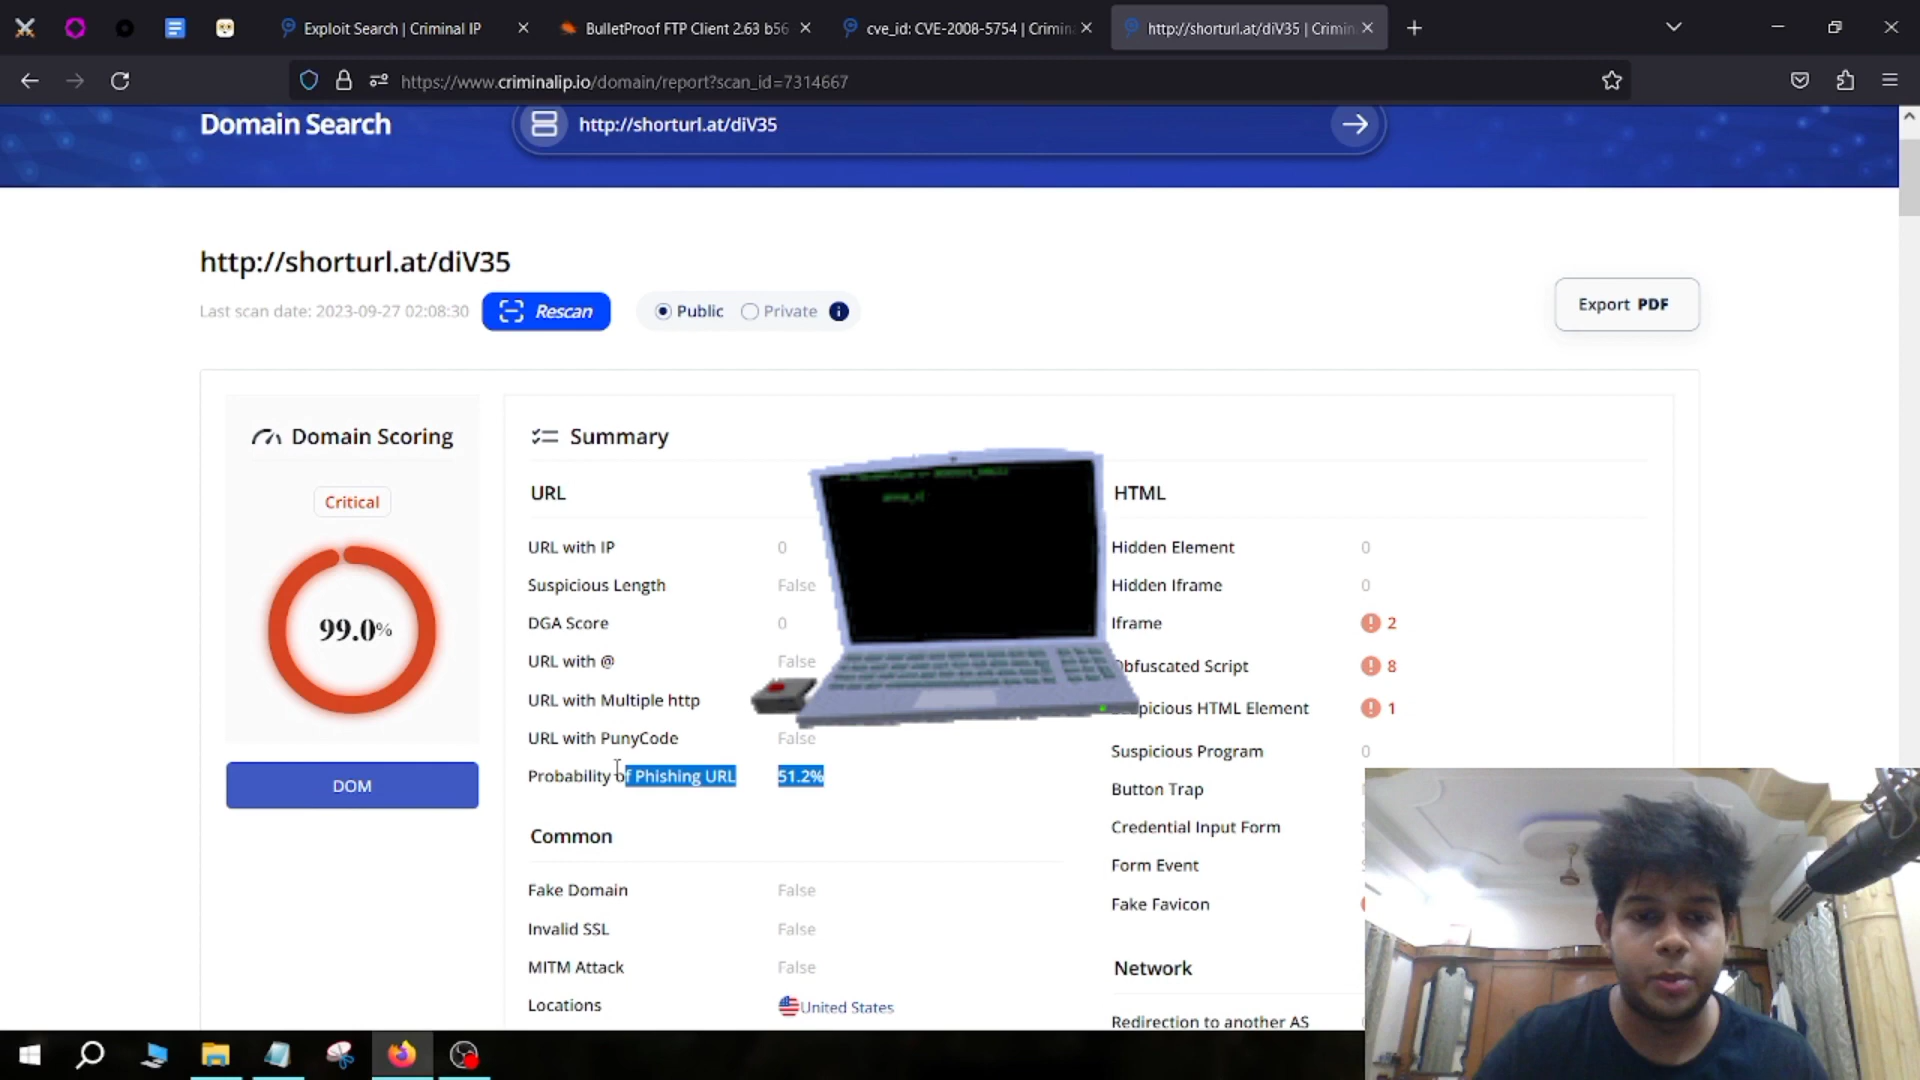 Exploit Search | Criminal IP
BulletProof FTP Client 2.63 b56
cve_id: CVE-2008-5754 | Crimin
http://shorturl.at/diV35 | Crimin
https://www.criminalip.io/domain/report?scan_id=7314667
Domain Search
http://shorturl.at/diV35
http://shorturl.at/diV35
Last scan date: 2023-09-27 02:08:30
Rescan
Public
Private
Export PDF
Domain Scoring
Critical
99.0%
DOM
Summary
URL
URL with IP 0
Suspicious Length False
DGA Score 0
URL with @ False
URL with Multiple http
URL with PunyCode False
Probability of Phishing URL 51.2%
Common
Fake Domain False
Invalid SSL False
MITM Attack False
Locations United States
HTML
Hidden Element 0
Hidden Iframe 0
Iframe 2
Obfuscated Script 8
picious HTML Element 1
Suspicious Program 0
Button Trap
Credential Input Form
Form Event
Fake Favicon
Network
Redirection to another AS